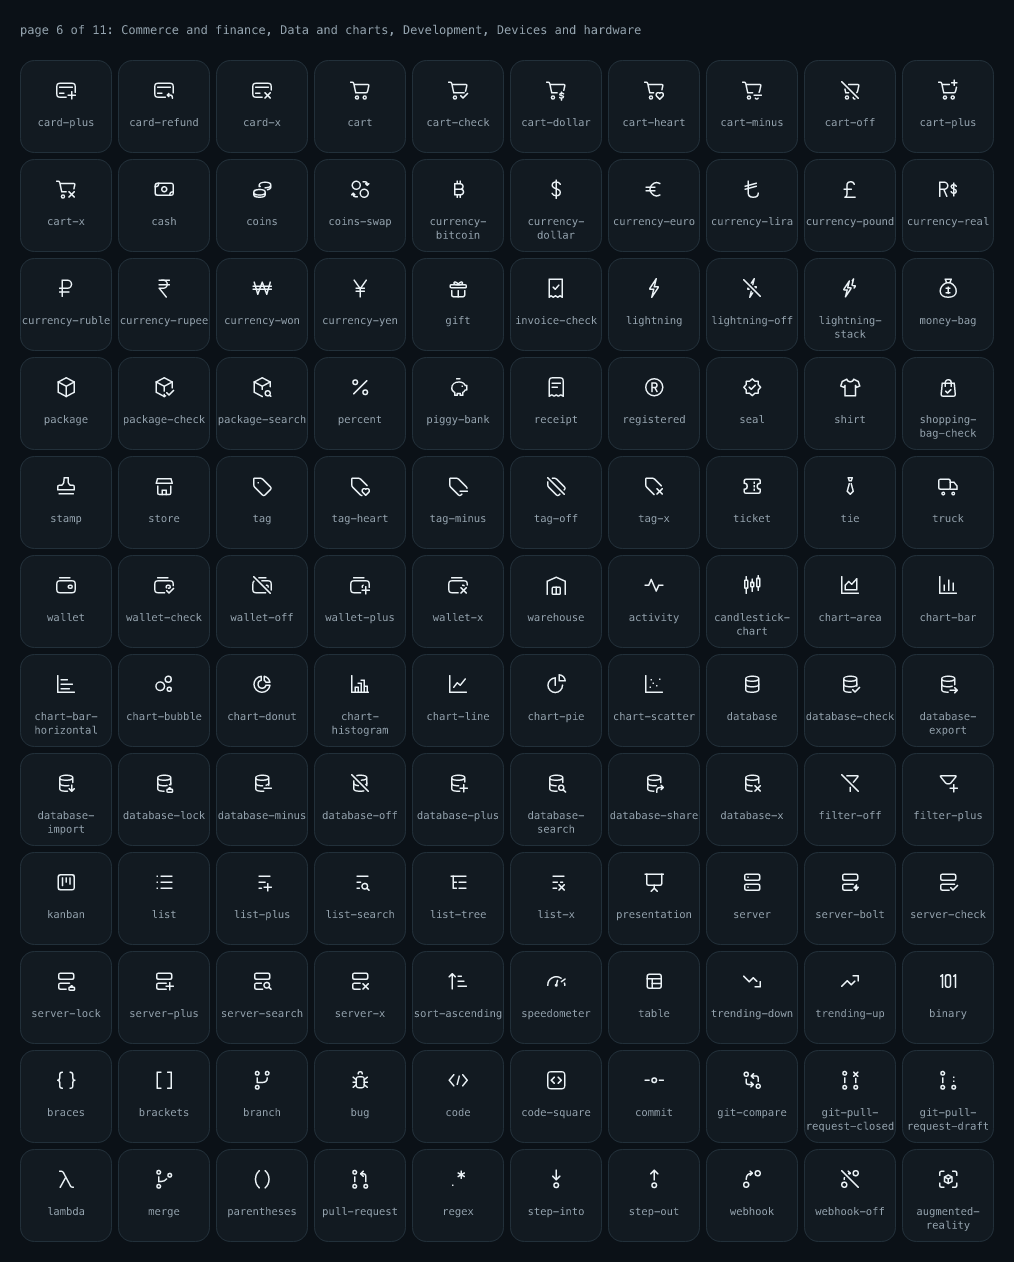 page 6 of 11: Commerce and finance, Data and charts, Development, Devices and hardware
card-plus
card-refund
card-x
cart
cart-check
cart-dollar
cart-heart
cart-minus
cart-off
cart-plus
cart-x
cash
coins
coins-swap
currency-
bitcoin
currency-
dollar
currency-euro
currency-lira
currency-pound
R$
currency-real
currency-ruble
currency-rupee
currency-won
currency-yen
gift
invoice-check
lightning
lightning-off
lightning-
stack
money-bag
package
package-check
package-search
percent
piggy-bank
receipt
registered
seal
shirt
shopping-
bag-check
stamp
store
tag
tag-heart
tag-minus
tag-off
tag-x
ticket
tie
truck
wallet
wallet-check
wallet-off
wallet-plus
wallet-x
warehouse
activity
candlestick-
chart
chart-area
chart-bar
chart-bar-
horizontal
chart-bubble
chart-donut
chart-
histogram
chart-line
chart-pie
chart-scatter
database
database-check
database-
export
database-
import
database-lock
database-minus
database-off
database-plus
database-
search
database-share
database-x
filter-off
filter-plus
kanban
list
list-plus
list-search
list-tree
list-x
presentation
server
server-bolt
server-check
server-lock
server-plus
server-search
server-x
sort-ascending
speedometer
table
trending-down
trending-up
101
binary
braces
brackets
branch
bug
code
code-square
commit
git-compare
git-pull-
request-closed
git-pull-
request-draft
lambda
merge
parentheses
pull-request
regex
step-into
step-out
webhook
webhook-off
augmented-
reality